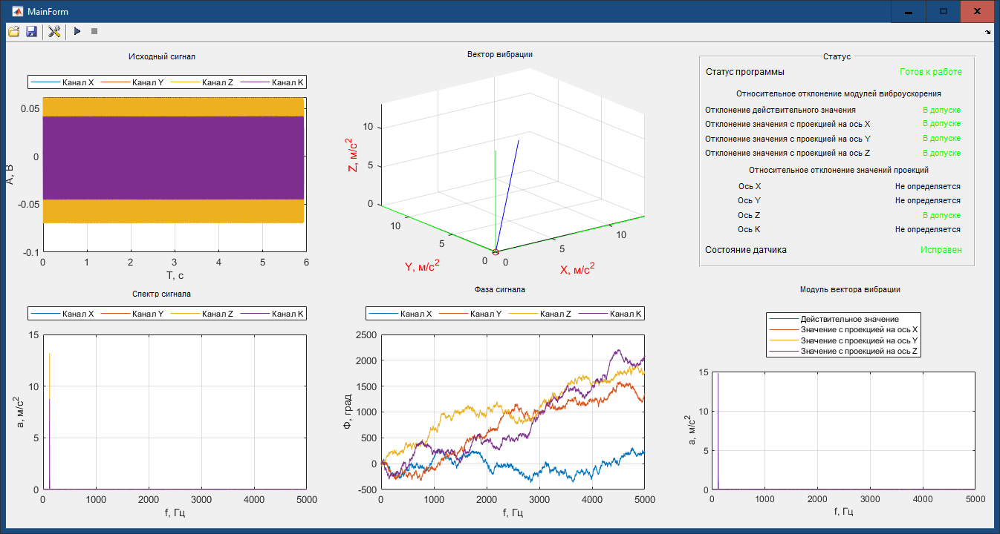 MainForm
Исходный сигнал
Канал X Канал Y Канал Z Канал K
0.05
0
-0.05
-0.1
А, В
0 1 2 3 4 5 6
Т, с
Вектор вибрации
Z, м/с2
10
5
0
10
5
0
Y, м/с2
0
5
10
X, м/с2
Статус
Статус программы Готов к работе
Относительное отклонение модулей виброускорения
Отклонение действительного значения В допуске
Отклонение значения с проекцией на ось X В допуске
Отклонение значения с проекцией на ось Y В допуске
Отклонение значения с проекцией на ось Z В допуске
Относительное отклонение значений проекций
Ось X Не определяется
Ось Y Не определяется
Ось Z В допуске
Ось K Не определяется
Состояние датчика Исправен
Спектр сигнала
Канал X Канал Y Канал Z Канал K
15
10
5
0
а, м/с2
0 1000 2000 3000 4000 5000
f, Гц
Фаза сигнала
Канал X Канал Y Канал Z Канал K
2500
2000
1500
1000
500
0
-500
Ф, град
0 1000 2000 3000 4000 5000
f, Гц
Модуль вектора вибрации
Действительное значение
Значение с проекцией на ось X
Значение с проекцией на ось Y
Значение с проекцией на ось Z
15
10
5
0
а, м/с2
0 1000 2000 3000 4000 5000
f, Гц